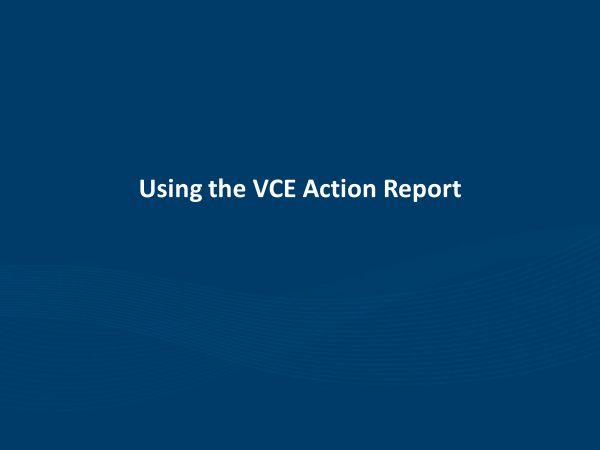 Using the VCE Action Report